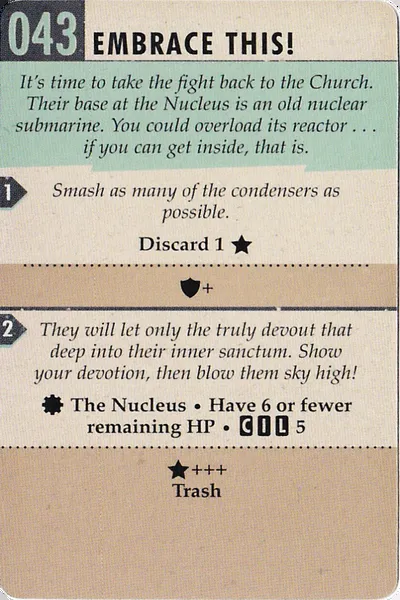 043 EMBRACE THIS!
It's time to take the fight back to the Church.
Their base at the Nucleus is an old nuclear
submarine. You could overload its reactor . . .
if you can get inside, that is.
1
Smash as many of the condensers as
possible.
Discard 1 ★
+
2
They will let only the truly devout that
deep into their inner sanctum. Show
your devotion, then blow them sky high!
The Nucleus • Have 6 or fewer
remaining HP • C I L 5
★+++
Trash